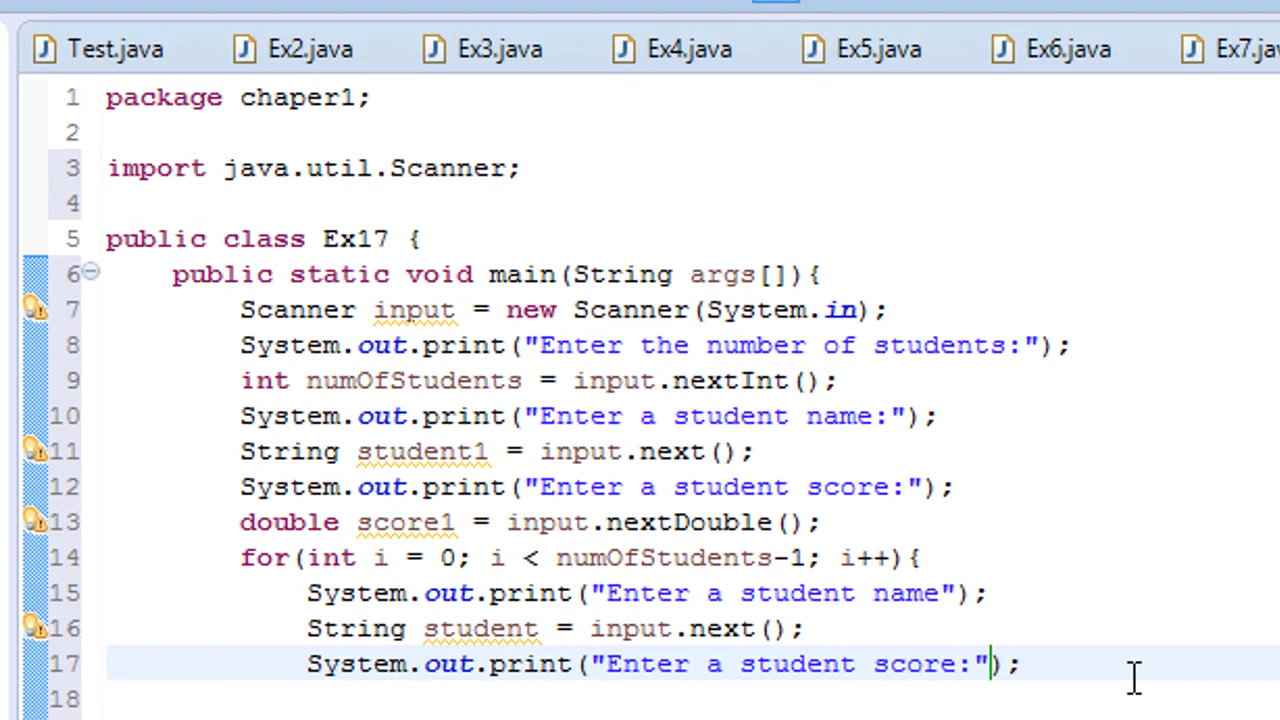 Test.java Ex2.java Ex3.java Ex4.java Ex5.java Ex6.java Ex7.jav
1 package chaper1;
2
3 import java.util.Scanner;
4
5 public class Ex17 {
6 public static void main(String args[]){
7 Scanner input = new Scanner(System.in);
8 System.out.print("Enter the number of students:");
9 int numOfStudents = input.nextInt();
10 System.out.print("Enter a student name:");
11 String student1 = input.next();
12 System.out.print("Enter a student score:");
13 double score1 = input.nextDouble();
14 for(int i = 0; i < numOfStudents-1; i++){
15 System.out.print("Enter a student name");
16 String student = input.next();
17 System.out.print("Enter a student score:");
18